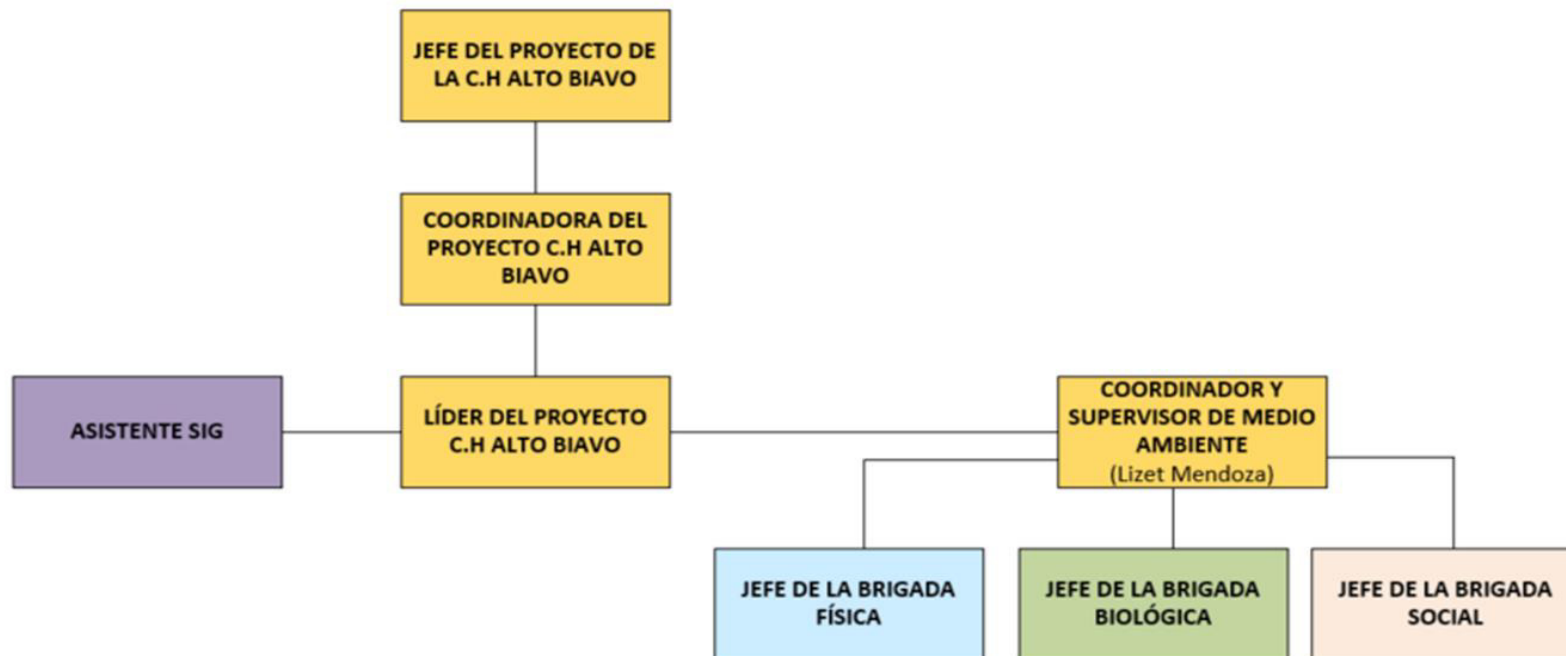 JEFE DEL PROYECTO DE
LA C.H ALTO BIAVO
COORDINADORA DEL
PROYECTO C.H ALTO
BIAVO
ASISTENTE SIG
LÍDER DEL PROYECTO
C.H ALTO BIAVO
COORDINADOR Y
SUPERVISOR DE MEDIO
AMBIENTE
(Lizet Mendoza)
JEFE DE LA BRIGADA
FÍSICA
JEFE DE LA BRIGADA
BIOLÓGICA
JEFE DE LA BRIGADA
SOCIAL